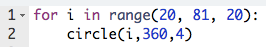 1 for i in range(20, 81, 20):
2     circle(i,360,4)